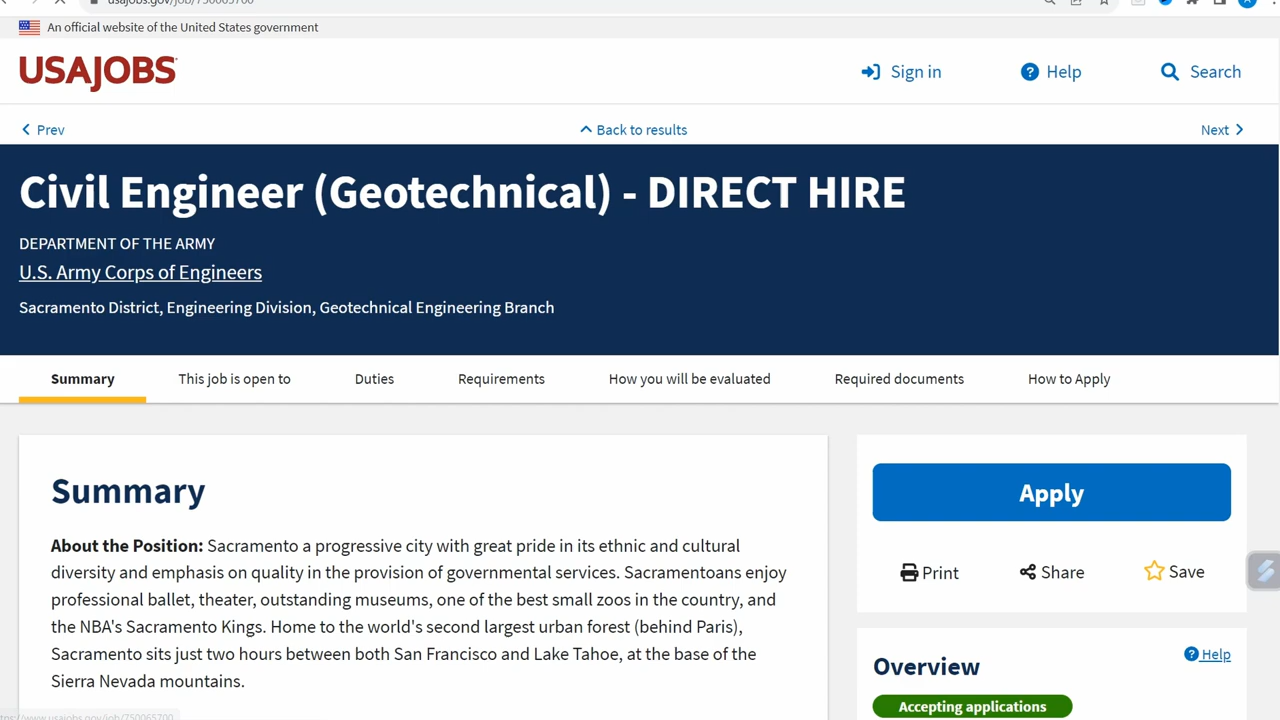 usajobs.gov/job/750065700
An official website of the United States government
USAJOBS
Sign in
Help
Search
Prev
Back to results
Next
Civil Engineer (Geotechnical) - DIRECT HIRE
DEPARTMENT OF THE ARMY
U.S. Army Corps of Engineers
Sacramento District, Engineering Division, Geotechnical Engineering Branch
Summary
This job is open to
Duties
Requirements
How you will be evaluated
Required documents
How to Apply
Summary
About the Position: Sacramento a progressive city with great pride in its ethnic and cultural
diversity and emphasis on quality in the provision of governmental services. Sacramentoans enjoy
professional ballet, theater, outstanding museums, one of the best small zoos in the country, and
the NBA's Sacramento Kings. Home to the world's second largest urban forest (behind Paris),
Sacramento sits just two hours between both San Francisco and Lake Tahoe, at the base of the
Sierra Nevada mountains.
Apply
Print
Share
Save
Overview
Help
Accepting applications